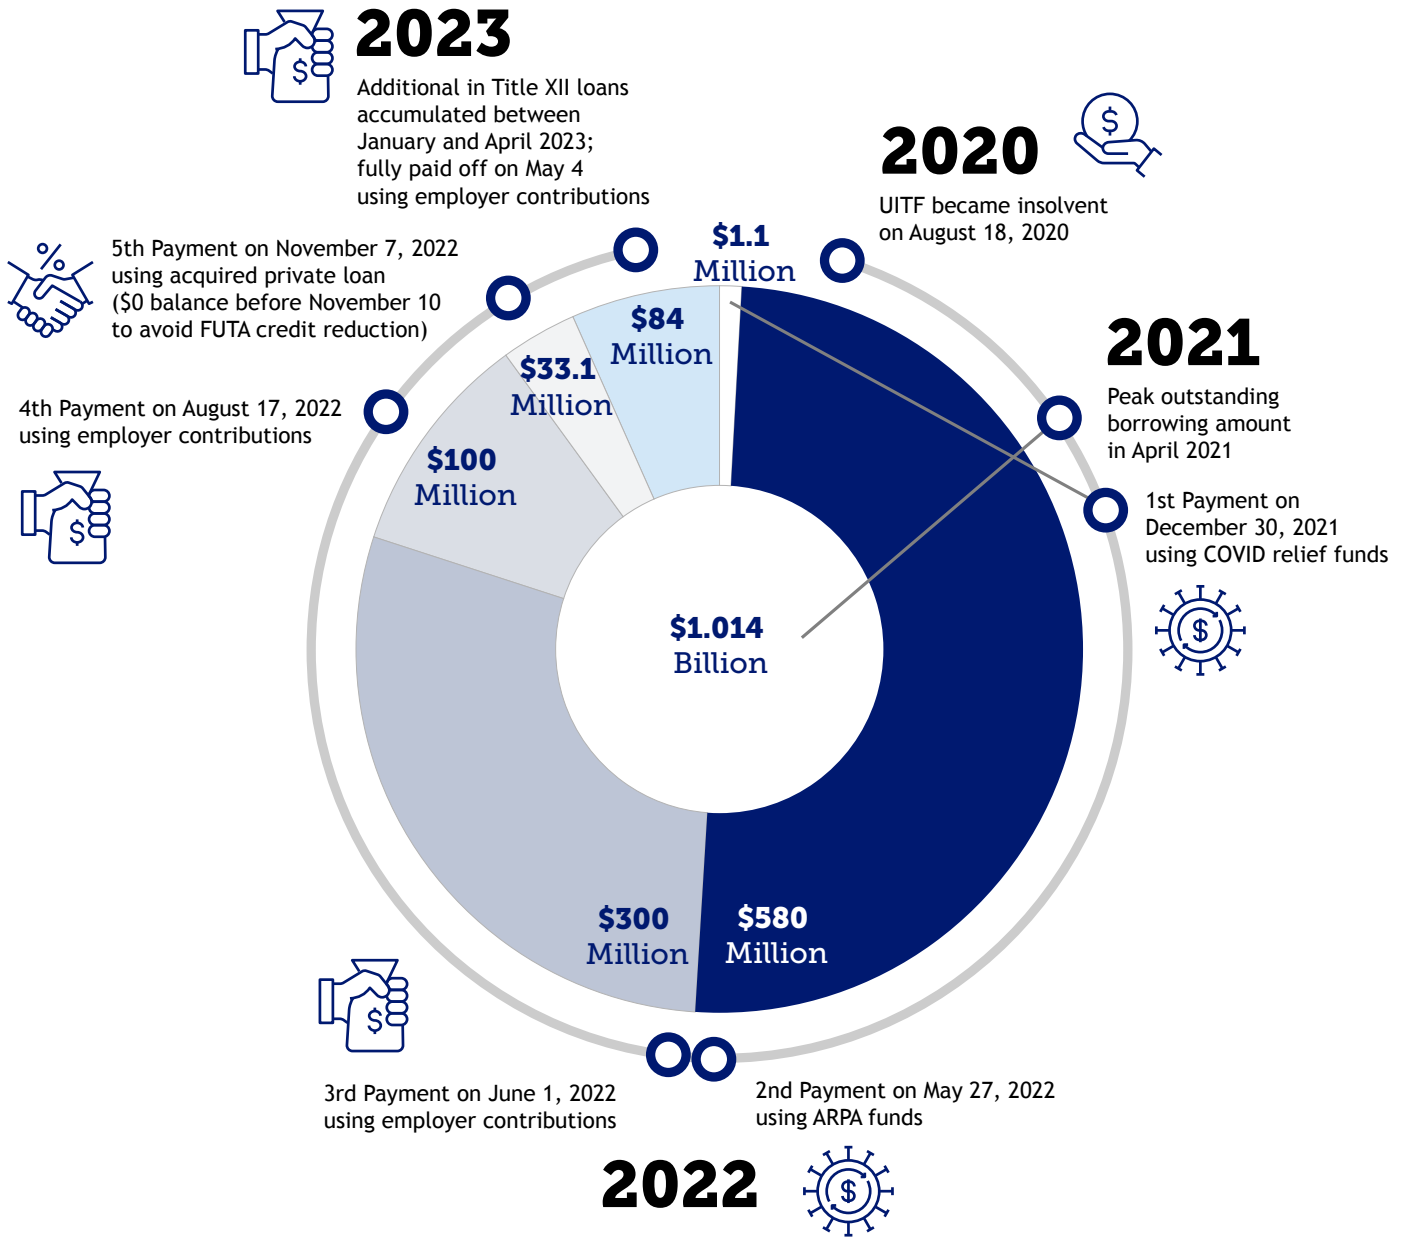 2023
Additional in Title XII loans
accumulated between
January and April 2023;
fully paid off on May 4
using employer contributions
2020
UITF became insolvent
on August 18, 2020
2021
Peak outstanding
borrowing amount
in April 2021
1st Payment on
December 30, 2021
using COVID relief funds
5th Payment on November 7, 2022
using acquired private loan
($0 balance before November 10
to avoid FUTA credit reduction)
4th Payment on August 17, 2022
using employer contributions
$1.1
Million
$84
Million
$33.1
Million
$100
Million
$1.014
Billion
$300
Million
$580
Million
3rd Payment on June 1, 2022
using employer contributions
2nd Payment on May 27, 2022
using ARPA funds
2022
$
$
%
$
$
$
$